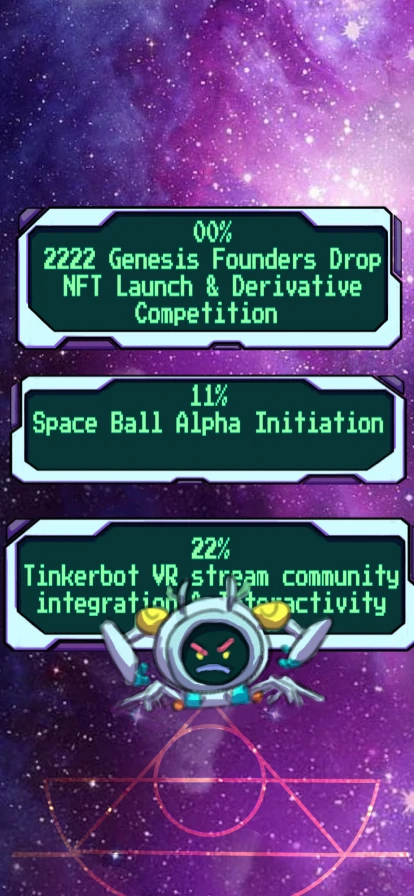 00%
2222 Genesis Founders Drop
NFT Launch & Derivative
Competition
11%
Space Ball Alpha Initiation
22%
Tinkerbot VR stream community
integration & interactivity